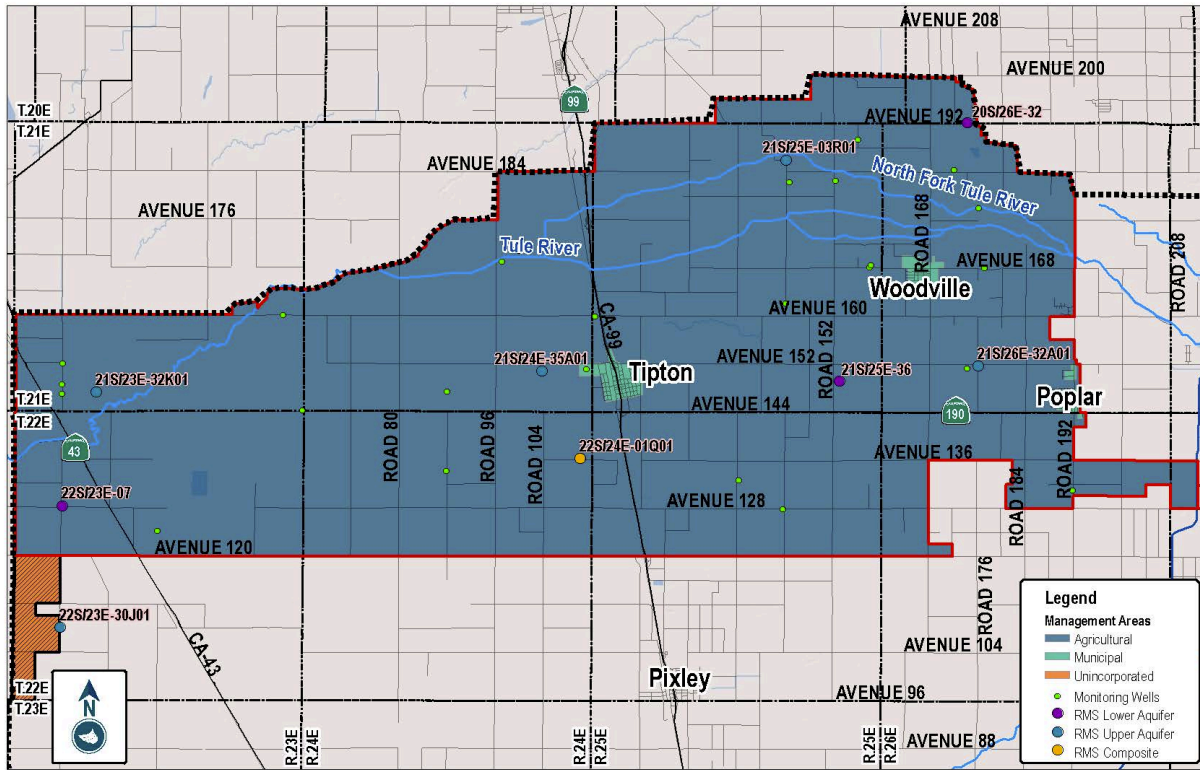 AVENUE 208
AVENUE 200
99
T.20E
T.21E
AVENUE 192
20S/26E-32
AVENUE 184
21S/25E-03R01
North Fork Tule River
ROAD 168
AVENUE 176
Tule River
AVENUE 168
ROAD 208
Woodville
CA-99
AVENUE 160
ROAD 152
21S/24E-35A01
AVENUE 152
21S/26E-32A01
21S/23E-32K01
Tipton
21S/25E-36
Poplar
T.21E
T.22E
AVENUE 144
190
43
ROAD 80
ROAD 96
ROAD 104
22S/24E-01Q01
AVENUE 136
ROAD 192
ROAD 184
22S/23E-07
AVENUE 128
AVENUE 120
ROAD 176
22S/23E-30J01
CA-43
AVENUE 104
Pixley
T.22E
T.23E
AVENUE 96
AVENUE 88
R.23E
R.24E
R.24E
R.25E
R.25E
R.26E
N
Legend
Management Areas
Agricultural
Municipal
Unincorporated
Monitoring Wells
RMS Lower Aquifer
RMS Upper Aquifer
RMS Composite